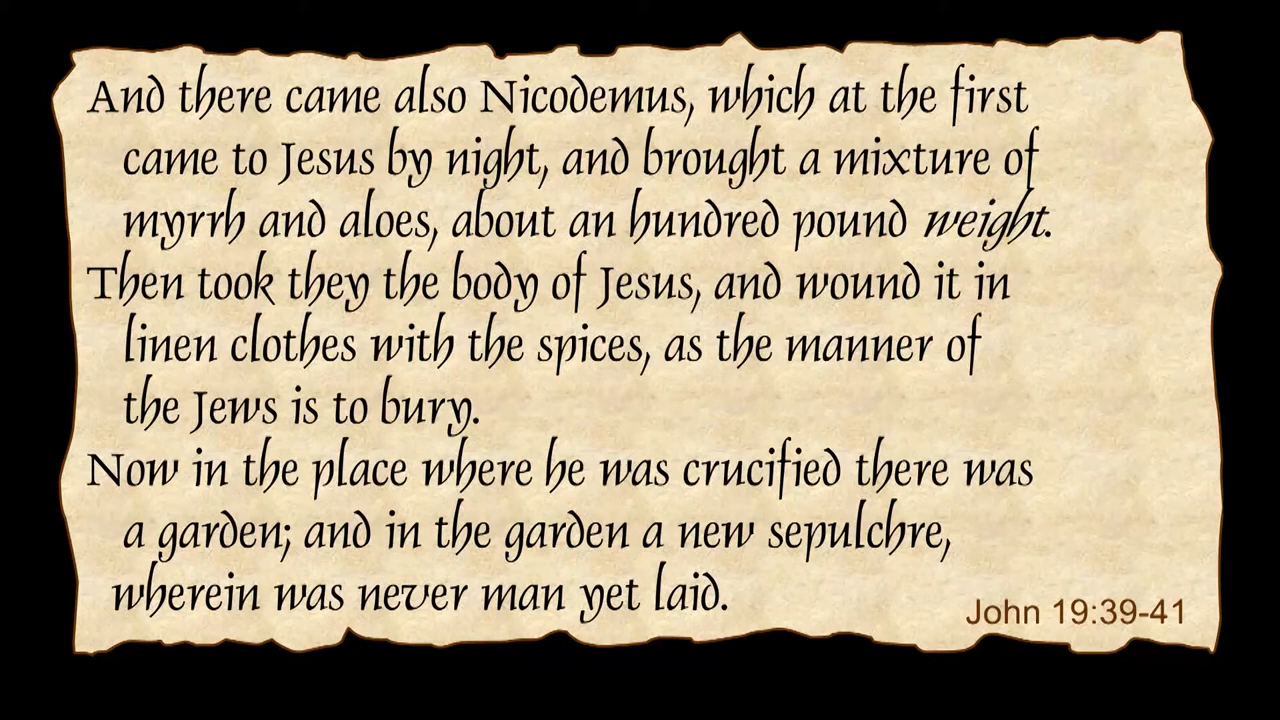 And there came also Nicodemus, which at the first
came to Jesus by night, and brought a mixture of
myrrh and aloes, about an hundred pound weight.
Then took they the body of Jesus, and wound it in
linen clothes with the spices, as the manner of
the Jews is to bury.
Now in the place where he was crucified there was
a garden; and in the garden a new sepulchre,
wherein was never man yet laid.
John 19:39-41